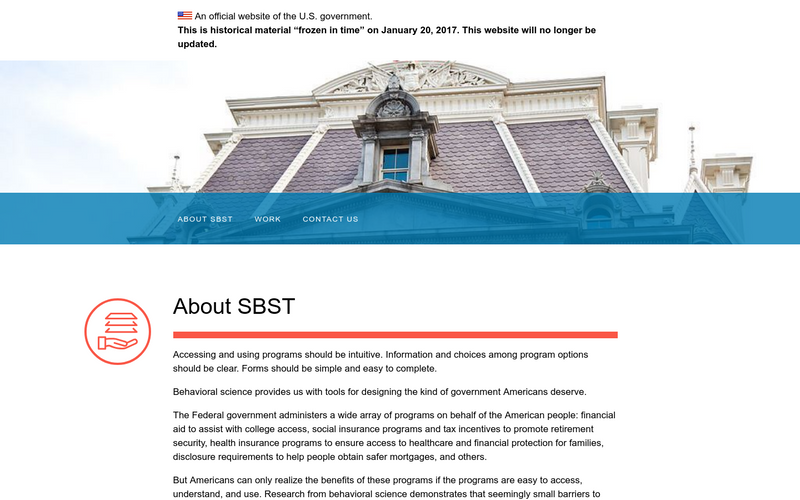 An official website of the U.S. government.
This is historical material “frozen in time” on January 20, 2017. This website will no longer be
updated.
ABOUT SBST WORK CONTACT US
About SBST
Accessing and using programs should be intuitive. Information and choices among program options
should be clear. Forms should be simple and easy to complete.
Behavioral science provides us with tools for designing the kind of government Americans deserve.
The Federal government administers a wide array of programs on behalf of the American people: financial
aid to assist with college access, social insurance programs and tax incentives to promote retirement
security, health insurance programs to ensure access to healthcare and financial protection for families,
disclosure requirements to help people obtain safer mortgages, and others.
But Americans can only realize the benefits of these programs if the programs are easy to access,
understand, and use. Research from behavioral science demonstrates that seemingly small barriers to